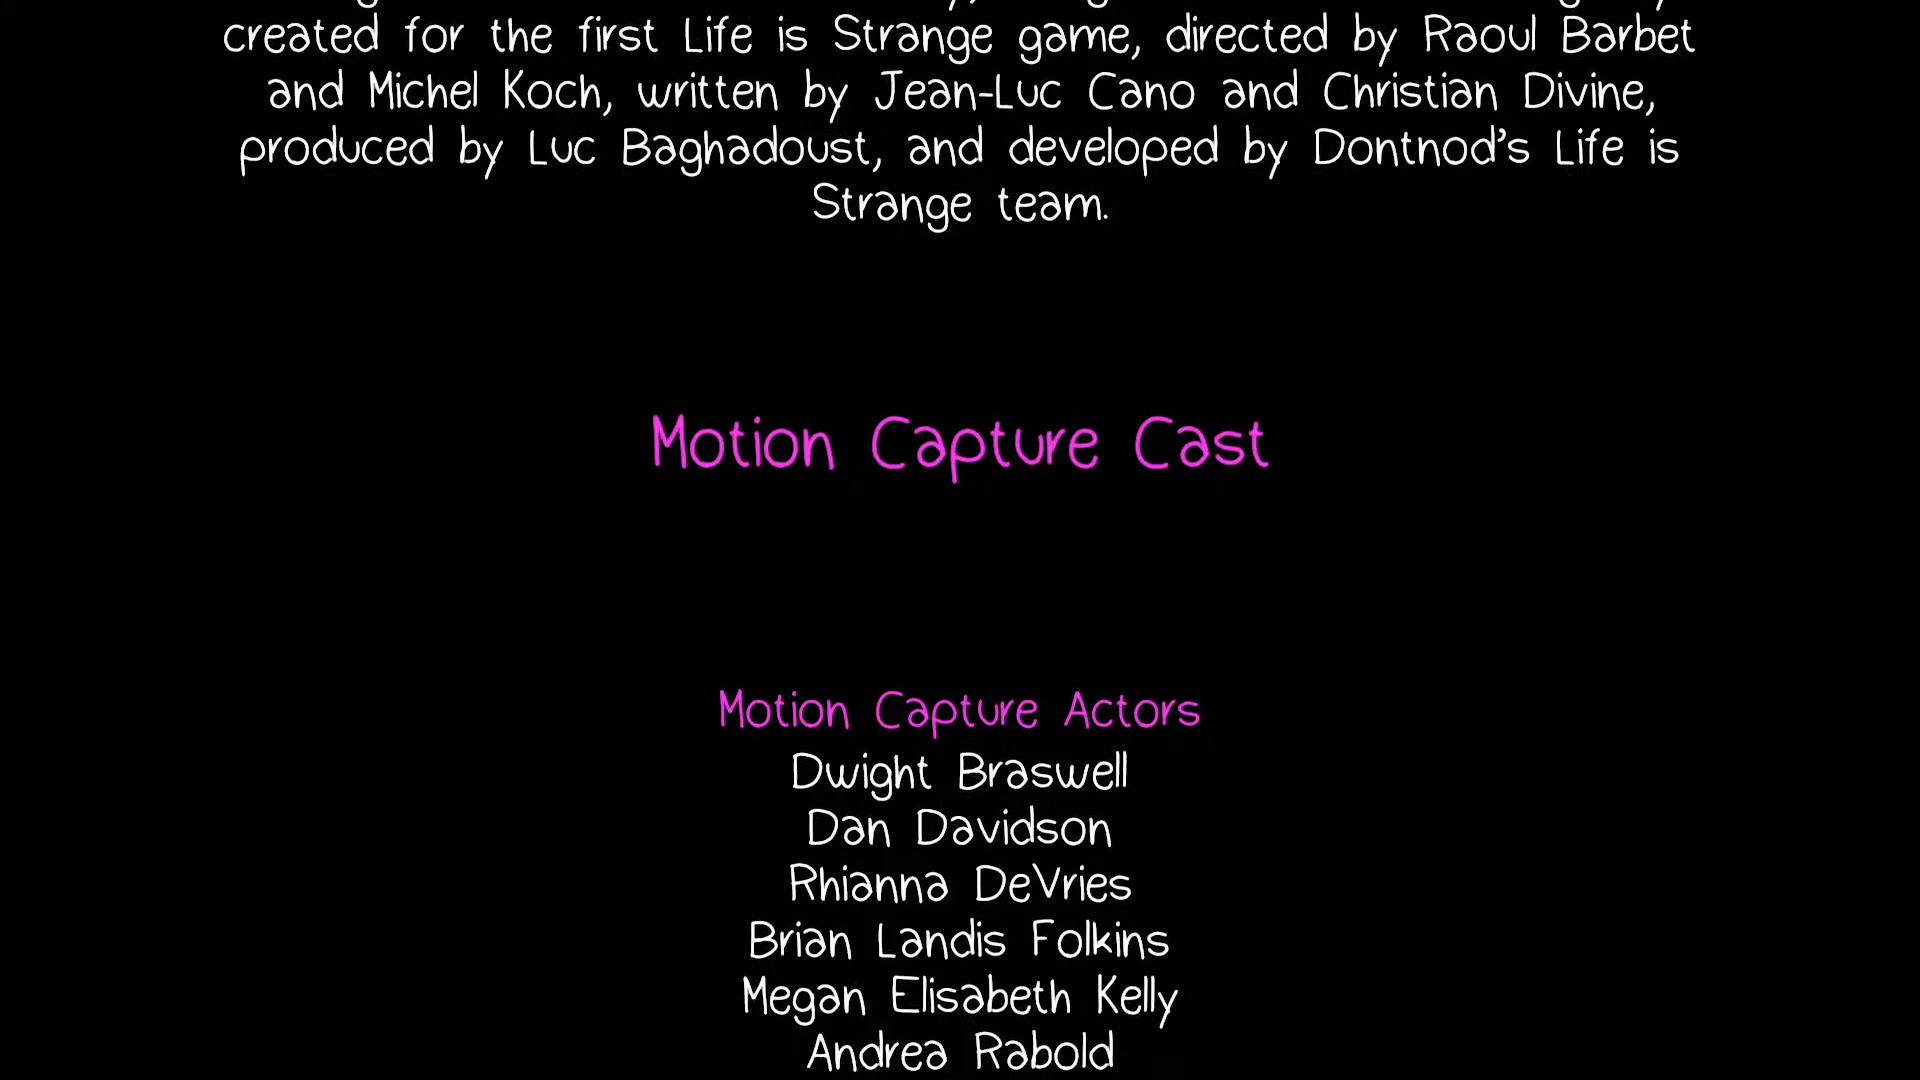 created for the first Life is Strange game, directed by Raoul Barbet
and Michel Koch, written by Jean-Luc Cano and Christian Divine,
produced by Luc Baghadoust, and developed by Dontnod's Life is
Strange team.
Motion Capture Cast
Motion Capture Actors
Dwight Braswell
Dan Davidson
Rhianna DeVries
Brian Landis Folkins
Megan Elisabeth Kelly
Andrea Rabold